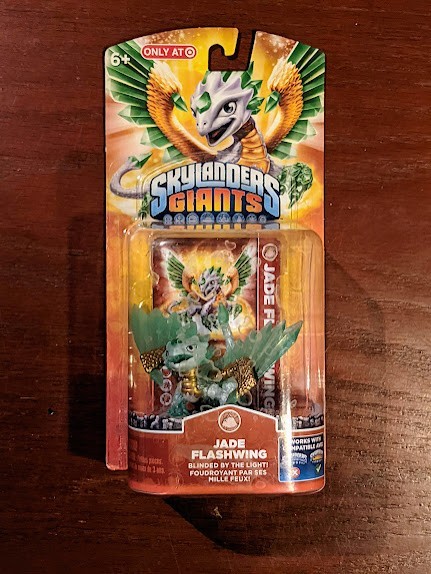 6+
ONLY AT
SKYLANDERS
GIANTS
JADE FLASHWING
JADE
FLASHWING
BLINDED BY THE LIGHT!
FOUDROYANT PAR SES
MILLE FEUX!
WORKS WITH